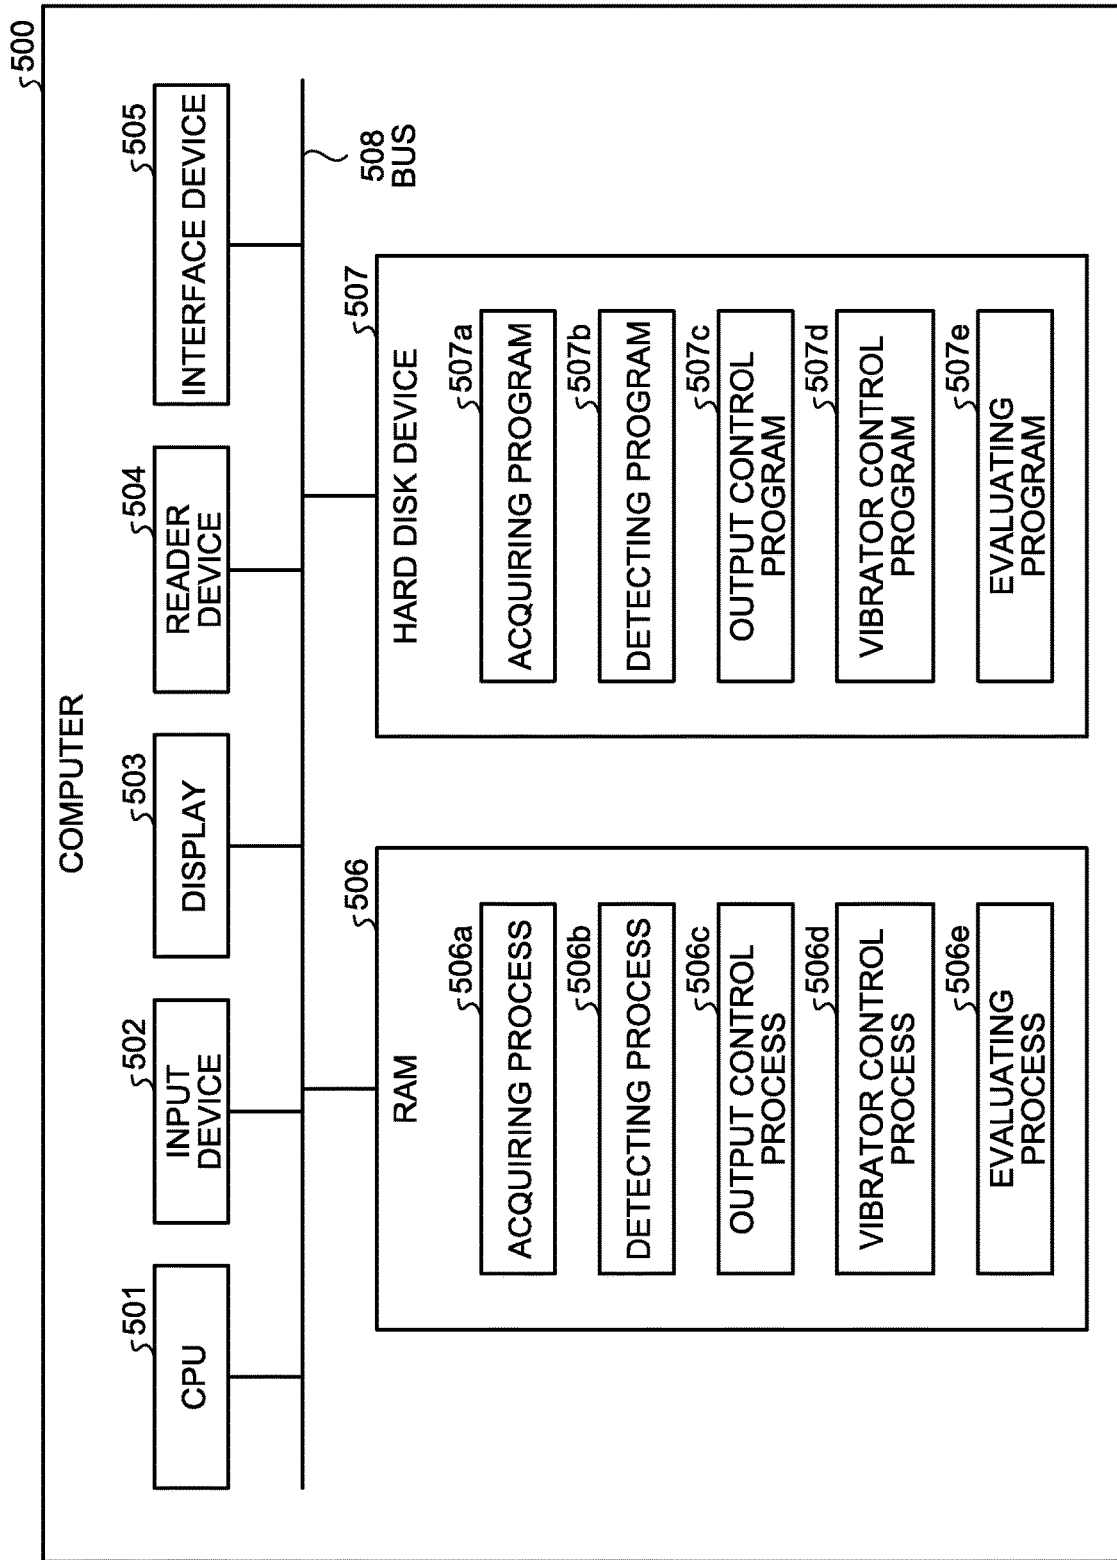 500
COMPUTER
501
CPU
502
INPUT
DEVICE
503
DISPLAY
504
READER
DEVICE
505
INTERFACE DEVICE
508
BUS
506
RAM
506a
ACQUIRING PROCESS
506b
DETECTING PROCESS
506c
OUTPUT CONTROL
PROCESS
506d
VIBRATOR CONTROL
PROCESS
506e
EVALUATING
PROCESS
507
HARD DISK DEVICE
507a
ACQUIRING PROGRAM
507b
DETECTING PROGRAM
507c
OUTPUT CONTROL
PROGRAM
507d
VIBRATOR CONTROL
PROGRAM
507e
EVALUATING
PROGRAM